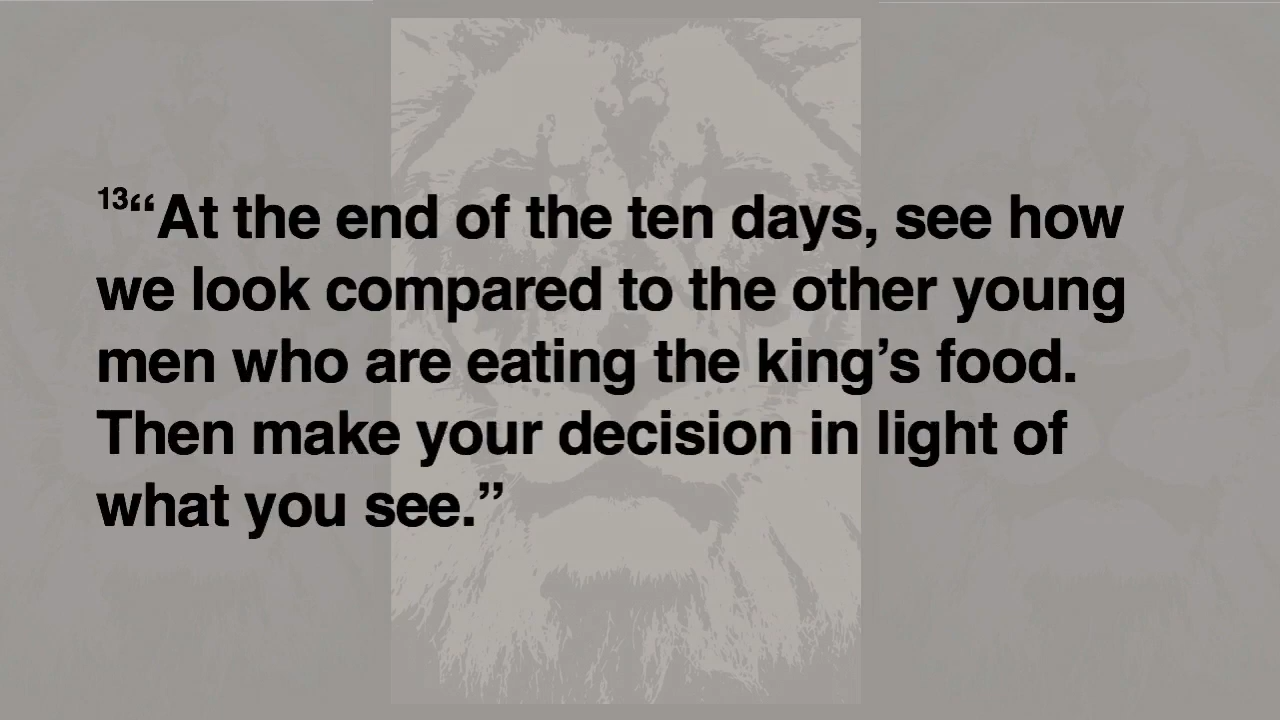 ¹³“At the end of the ten days, see how
we look compared to the other young
men who are eating the king’s food.
Then make your decision in light of
what you see.”